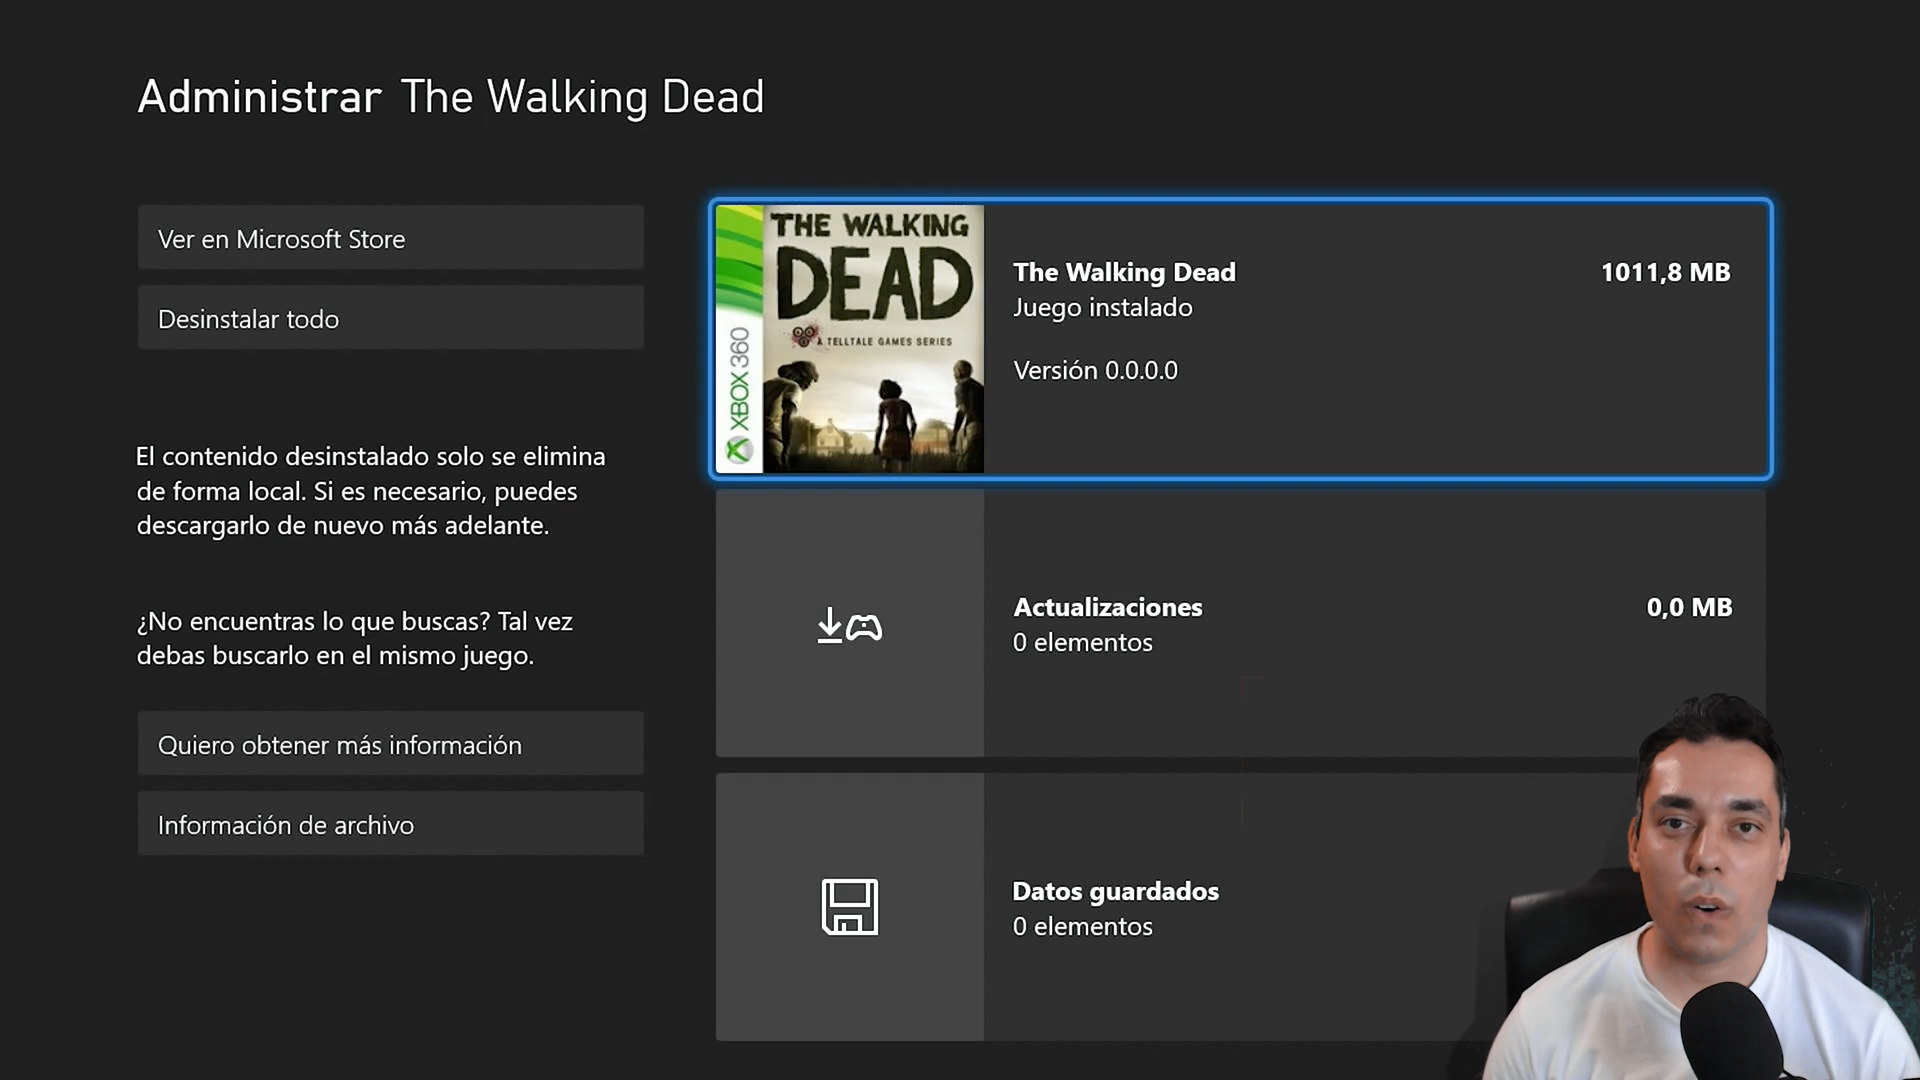 Administrar The Walking Dead
Ver en Microsoft Store
Desinstalar todo
El contenido desinstalado solo se elimina
de forma local. Si es necesario, puedes
descargarlo de nuevo más adelante.
¿No encuentras lo que buscas? Tal vez
debas buscarlo en el mismo juego.
Quiero obtener más información
Información de archivo
XBOX 360
THE WALKING
DEAD
A TELLTALE GAMES SERIES
The Walking Dead
1011,8 MB
Juego instalado
Versión 0.0.0.0
Actualizaciones
0,0 MB
0 elementos
Datos guardados
0 elementos